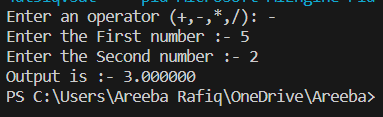 Enter an operator (+,-,*,/): -
Enter the First number :- 5
Enter the Second number :- 2
Output is :- 3.000000
PS C:\Users\Areeba Rafiq\OneDrive\Areeba>